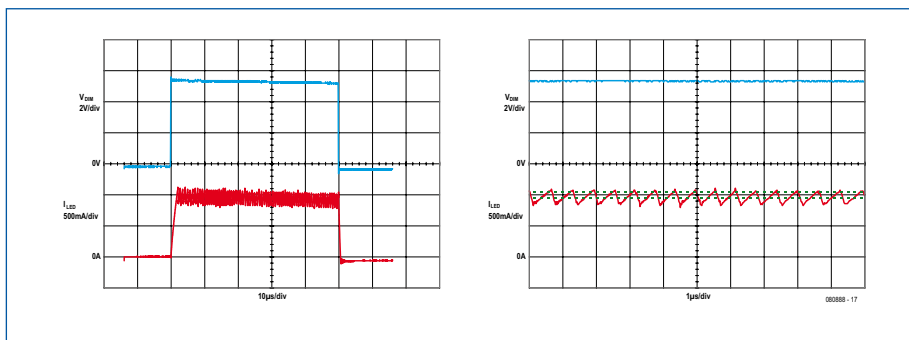 VDIM
2V/div
0V
ILED
500mA/div
0A
10µs/div
VDIM
2V/div
0V
ILED
500mA/div
0A
1µs/div
080888 - 17